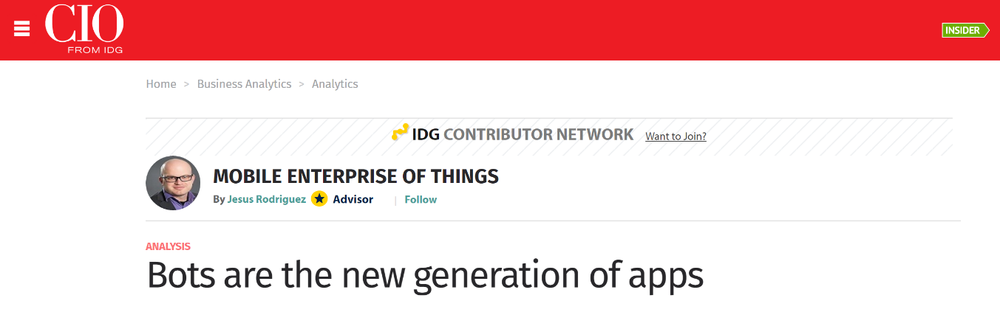 CIO
FROM IDG
INSIDER
Home > Business Analytics > Analytics
IDG CONTRIBUTOR NETWORK Want to Join?
MOBILE ENTERPRISE OF THINGS
By Jesus Rodriguez Advisor | Follow
ANALYSIS
Bots are the new generation of apps